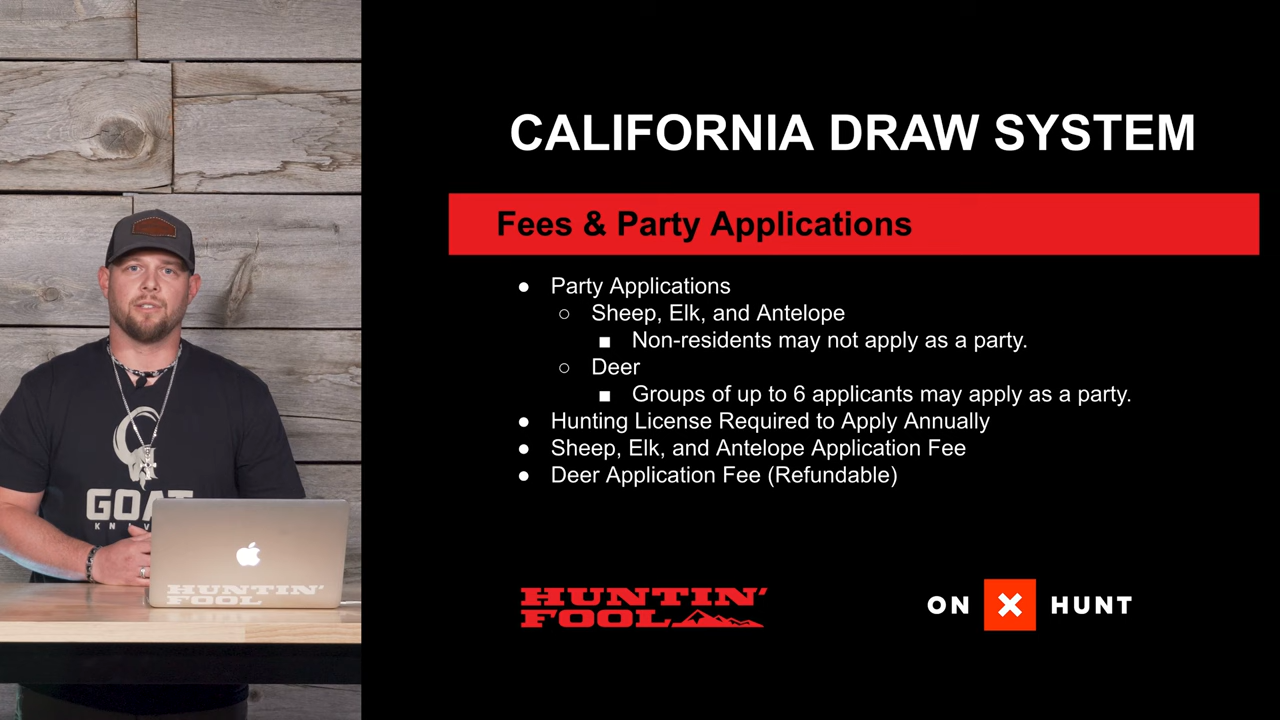 CALIFORNIA DRAW SYSTEM
Fees & Party Applications
● Party Applications
○ Sheep, Elk, and Antelope
■ Non-residents may not apply as a party.
○ Deer
■ Groups of up to 6 applicants may apply as a party.
● Hunting License Required to Apply Annually
● Sheep, Elk, and Antelope Application Fee
● Deer Application Fee (Refundable)
HUNTIN'
FOOL
ON X HUNT
GOAT
HUNTIN'
FOOL